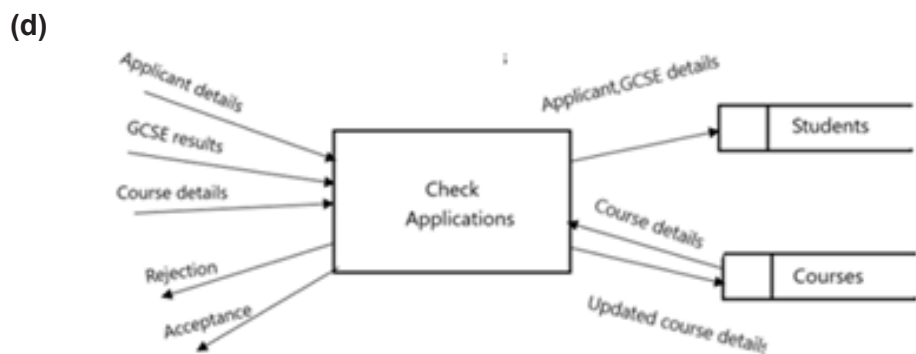 (d)
Applicant details
GCSE results
Course details
Rejection
Acceptance
Check
Applications
Applicant,GCSE details
Students
Course details
Courses
Updated course details